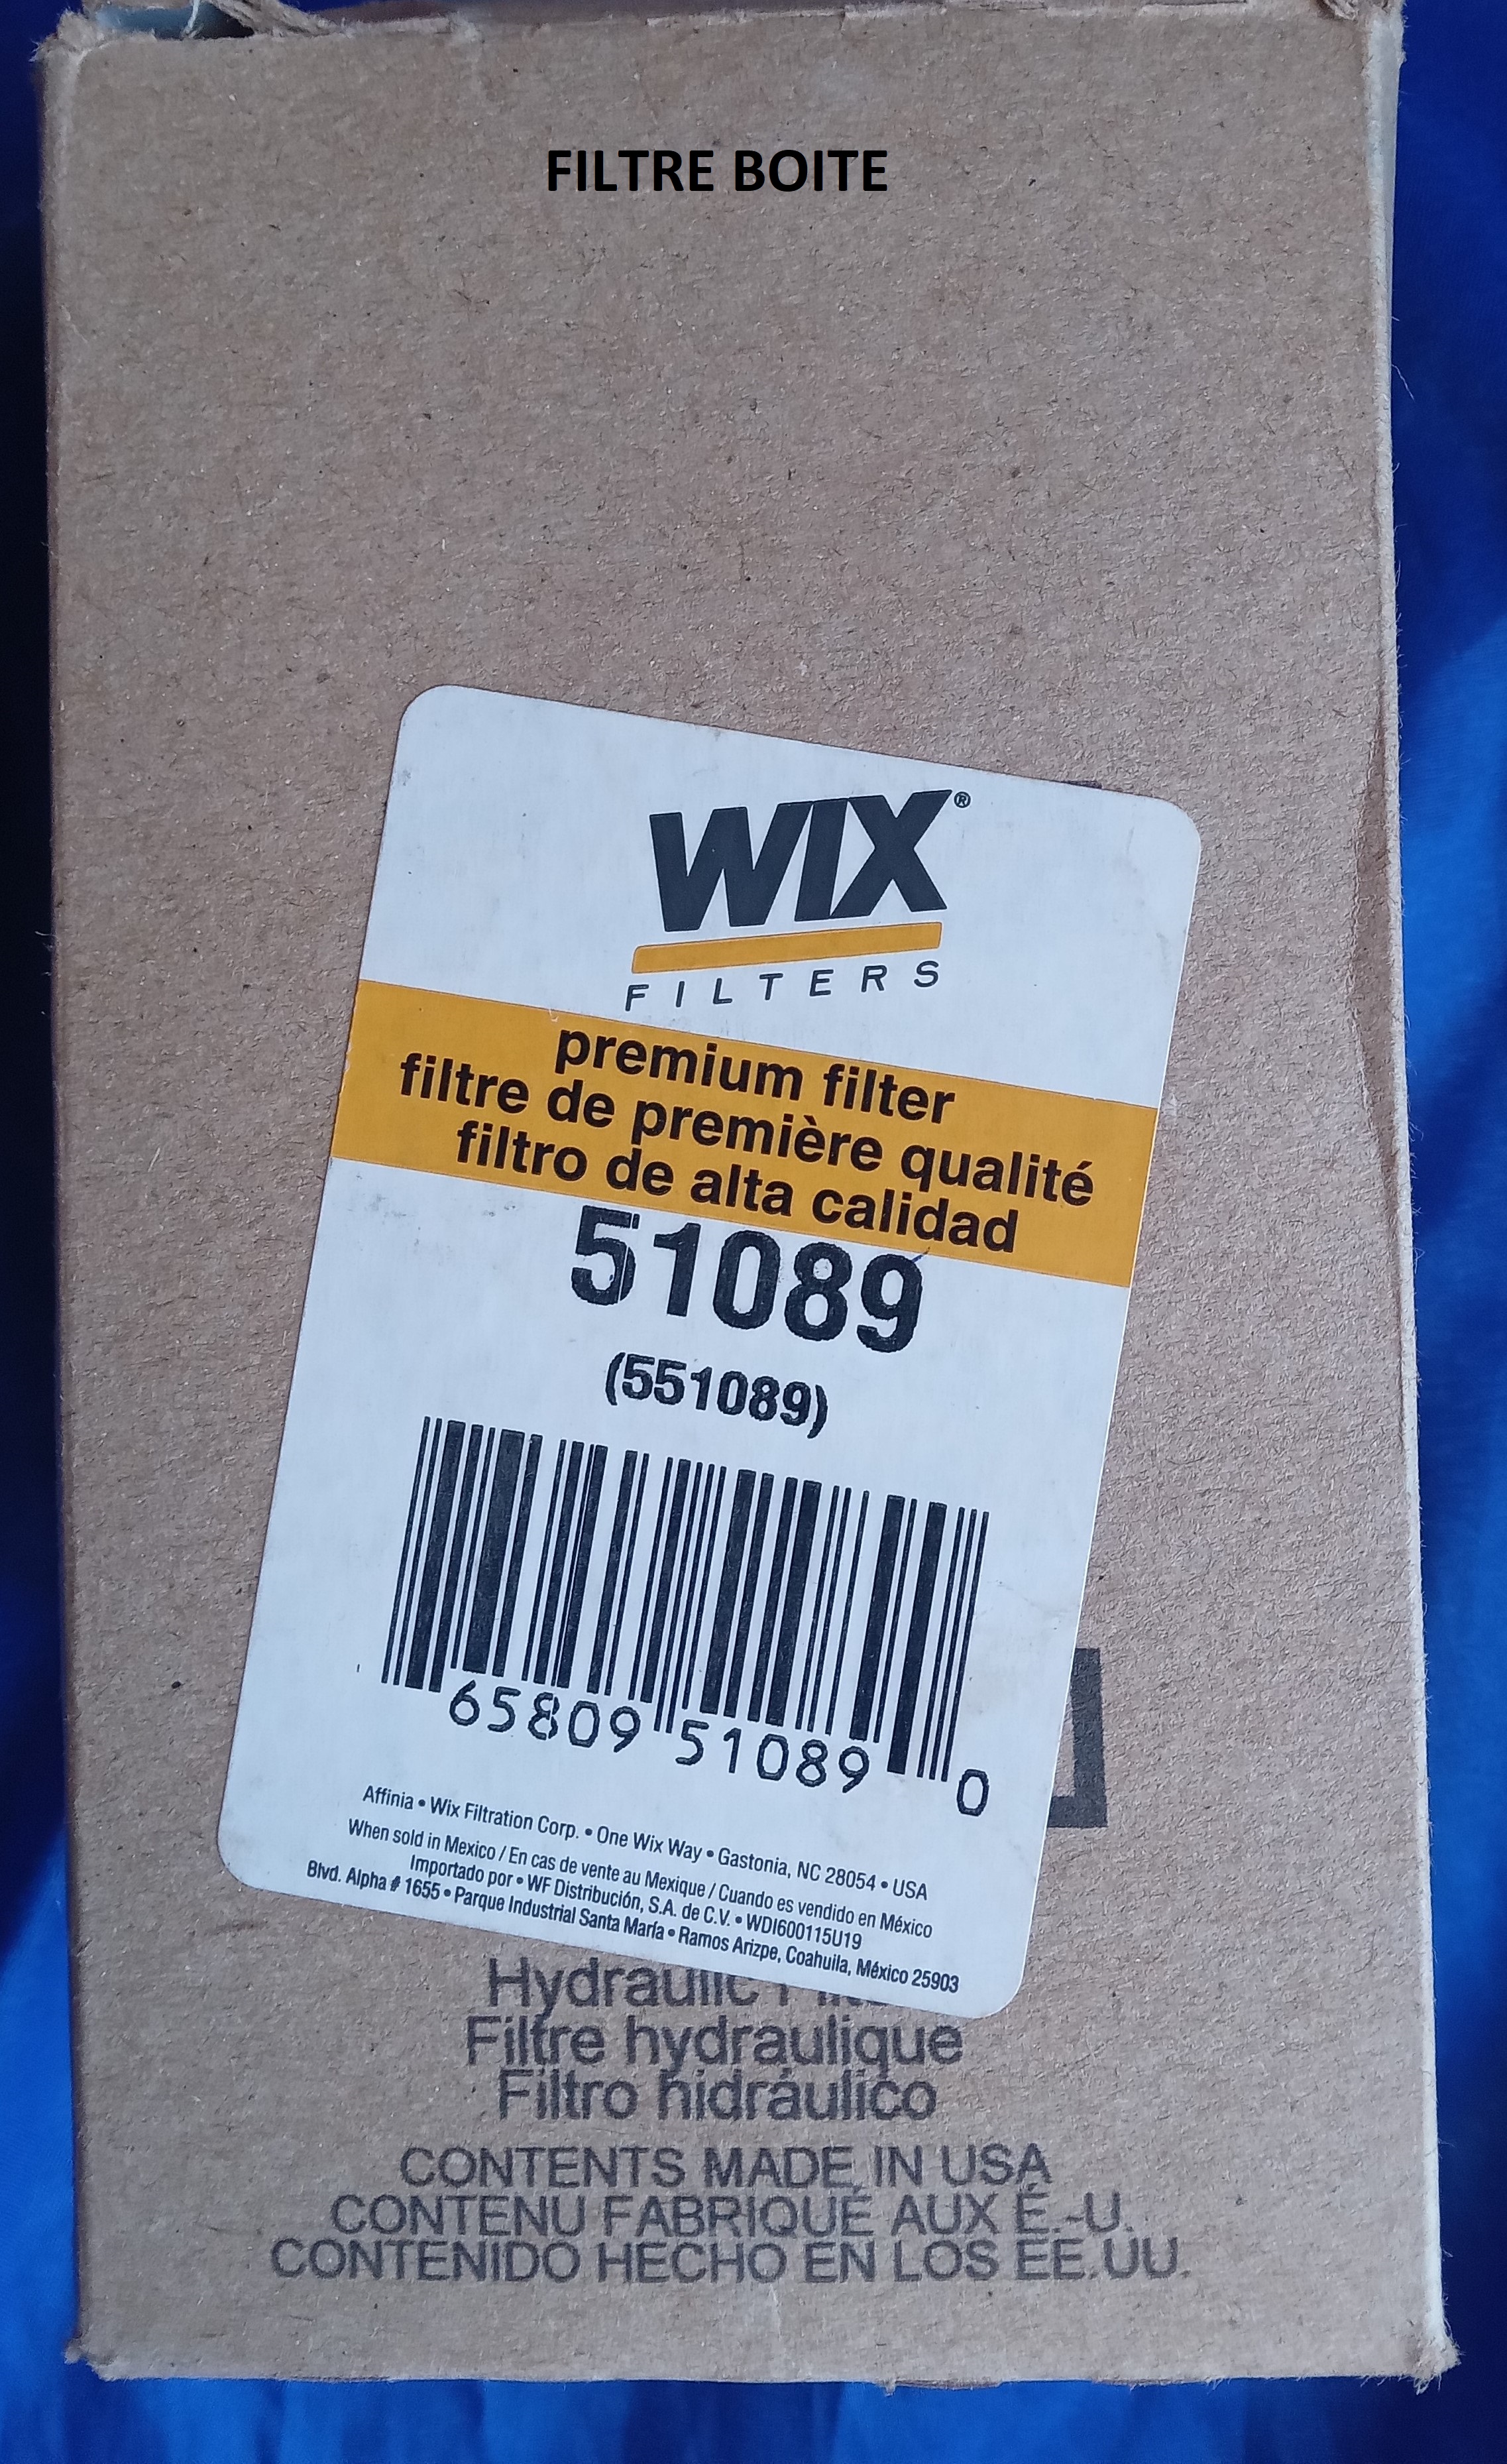 FILTRE BOITE
WIX®
FILTERS
premium filter
filtre de première qualité
filtro de alta calidad
51089
(551089)
65809 51089 0
Affinia • Wix Filtration Corp. • One Wix Way • Gastonia, NC 28054 • USA
When sold in Mexico / En cas de vente au Mexique / Cuando es vendido en México
Importado por • WF Distribución, S.A. de C.V. • WDI600115U19
Blvd. Alpha # 1655 • Parque Industrial Santa María • Ramos Arizpe, Coahuila, México 25903
Hydraulic
Filtre hydraulique
Filtro hidráulico
CONTENTS MADE IN USA
CONTENU FABRIQUÉ AUX É.-U.
CONTENIDO HECHO EN LOS EE.UU.